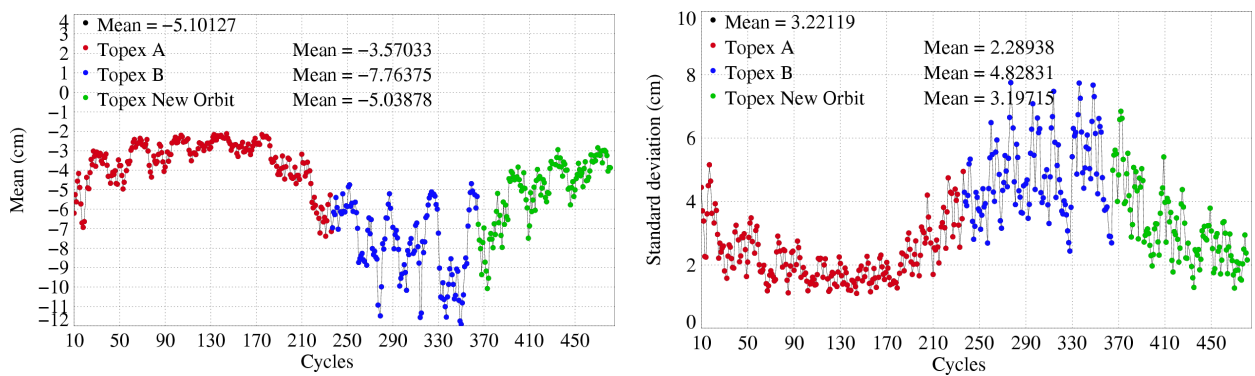 Mean = −5.10127
Topex A Mean = −3.57033
Topex B Mean = −7.76375
Topex New Orbit Mean = −5.03878
4
3
2
1
0
−1
−2
−3
−4
−5
−6
−7
−8
−9
−10
−11
−12
Mean (cm)
10 50 90 130 170 210 250 290 330 370 410 450
Cycles
Mean = 3.22119
Topex A Mean = 2.28938
Topex B Mean = 4.82831
Topex New Orbit Mean = 3.19715
10
8
6
4
2
0
Standard deviation (cm)
10 50 90 130 170 210 250 290 330 370 410 450
Cycles